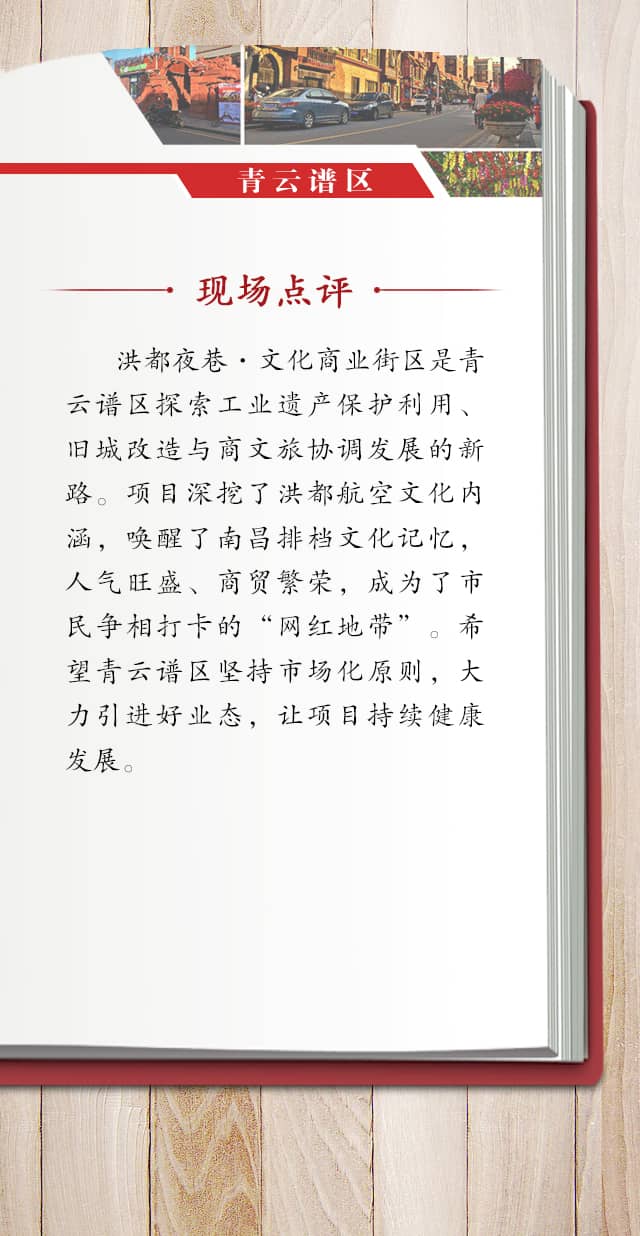 青云谱区
现场点评
洪都夜巷·文化商业街区是青
云谱区探索工业遗产保护利用、
旧城改造与商文旅协调发展的新
路。项目深挖了洪都航空文化内
涵，唤醒了南昌排档文化记忆，
人气旺盛、商贸繁荣，成为了市
民争相打卡的“网红地带”。希
望青云谱区坚持市场化原则，大
力引进好业态，让项目持续健康
发展。